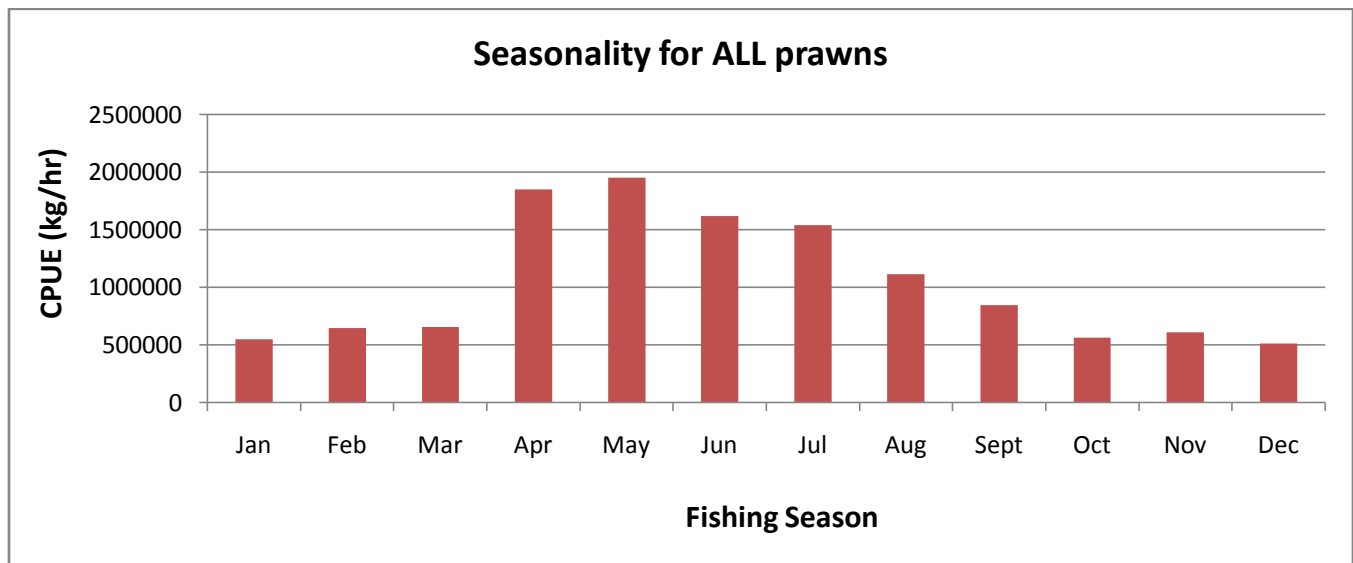 Seasonality for ALL prawns
CPUE (kg/hr)
2500000
2000000
1500000
1000000
500000
0
Jan Feb Mar Apr May Jun Jul Aug Sept Oct Nov Dec
Fishing Season